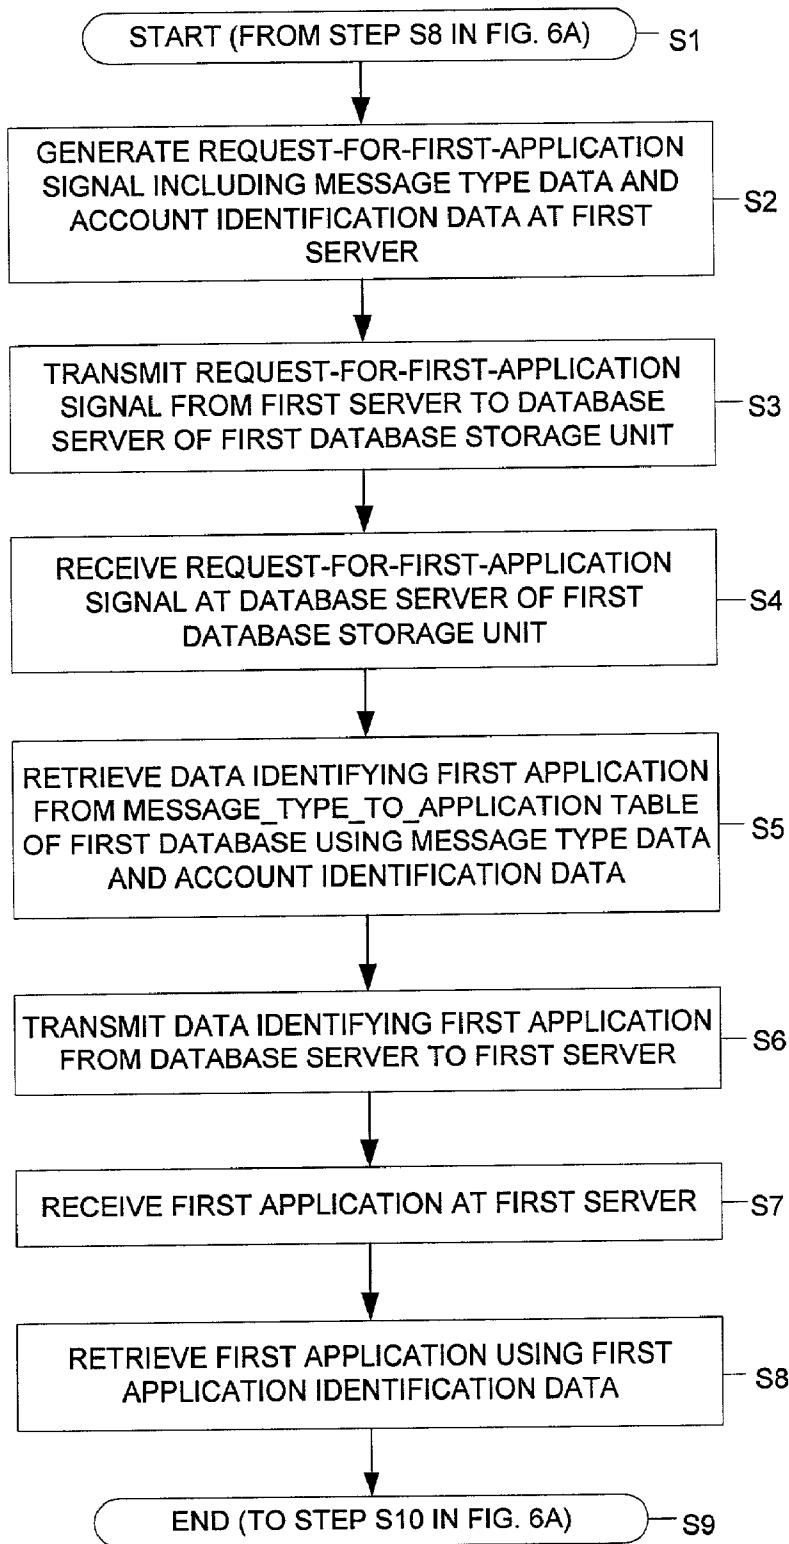 START (FROM STEP S8 IN FIG. 6A)
S1
GENERATE REQUEST-FOR-FIRST-APPLICATION
SIGNAL INCLUDING MESSAGE TYPE DATA AND
ACCOUNT IDENTIFICATION DATA AT FIRST
SERVER
S2
TRANSMIT REQUEST-FOR-FIRST-APPLICATION
SIGNAL FROM FIRST SERVER TO DATABASE
SERVER OF FIRST DATABASE STORAGE UNIT
S3
RECEIVE REQUEST-FOR-FIRST-APPLICATION
SIGNAL AT DATABASE SERVER OF FIRST
DATABASE STORAGE UNIT
S4
RETRIEVE DATA IDENTIFYING FIRST APPLICATION
FROM MESSAGE_TYPE_TO_APPLICATION TABLE
OF FIRST DATABASE USING MESSAGE TYPE DATA
AND ACCOUNT IDENTIFICATION DATA
S5
TRANSMIT DATA IDENTIFYING FIRST APPLICATION
FROM DATABASE SERVER TO FIRST SERVER
S6
RECEIVE FIRST APPLICATION AT FIRST SERVER
S7
RETRIEVE FIRST APPLICATION USING FIRST
APPLICATION IDENTIFICATION DATA
S8
END (TO STEP S10 IN FIG. 6A)
S9